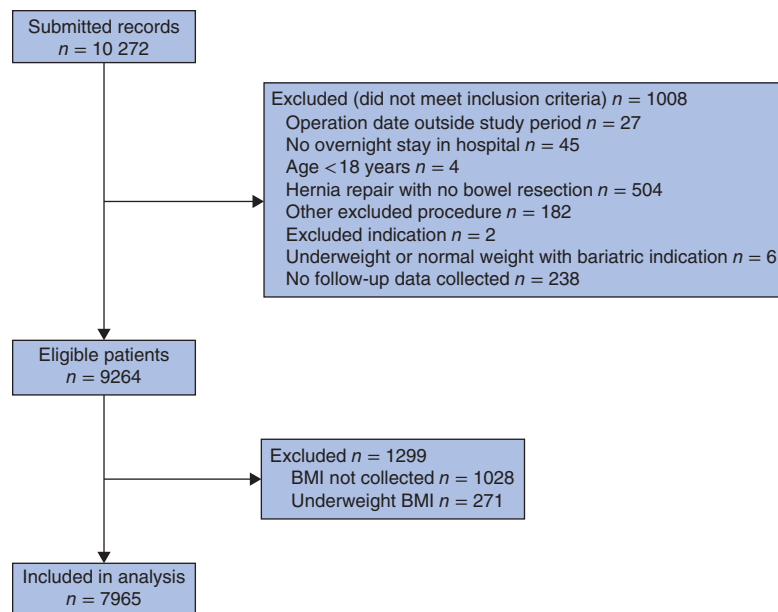 Submitted records
n = 10 272
Excluded (did not meet inclusion criteria) n = 1008
Operation date outside study period n = 27
No overnight stay in hospital n = 45
Age <18 years n = 4
Hernia repair with no bowel resection n = 504
Other excluded procedure n = 182
Excluded indication n = 2
Underweight or normal weight with bariatric indication n = 6
No follow-up data collected n = 238
Eligible patients
n = 9264
Excluded n = 1299
BMI not collected n = 1028
Underweight BMI n = 271
Included in analysis
n = 7965